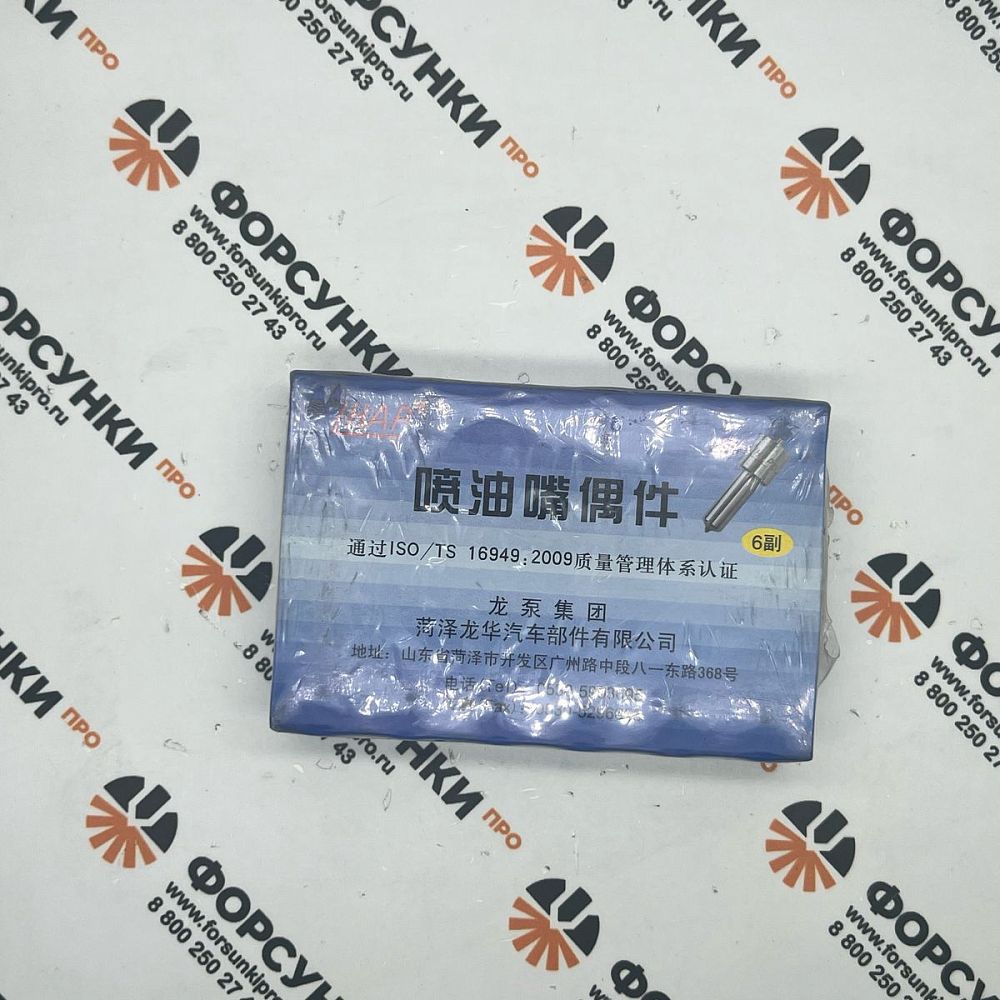 ФОРСУНКИ ПРО
www.forsunkipro.ru
8 800 250 27 43
喷油嘴偶件
6副
通过ISO/TS 16949:2009质量管理体系认证
龙泵集团
菏泽龙华汽车部件有限公司
地址：山东省菏泽市开发区广州路中段八一东路368号
电话